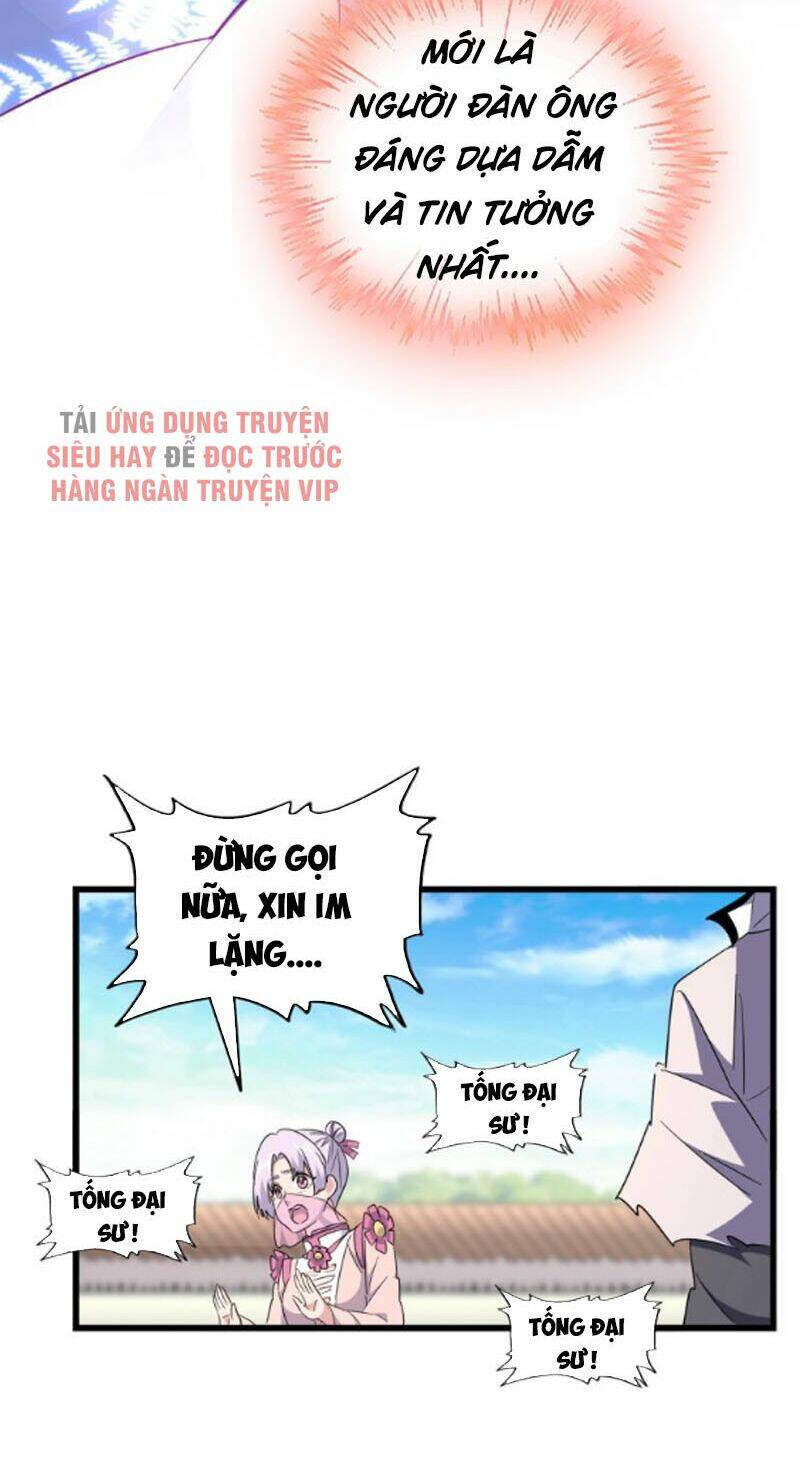 MỚI LÀ
NGƯỜI ĐÀN ÔNG
ĐÁNG DỰA DẪM
VÀ TIN TƯỞNG
NHẤT....
TẢI ỨNG DỤNG TRUYỆN
SIÊU HAY ĐỂ ĐỌC TRƯỚC
HÀNG NGÀN TRUYỆN VIP
ĐỪNG GỌI
NỮA, XIN IM
LẶNG....
TỐNG ĐẠI
SƯ!
TỐNG ĐẠI
SƯ!
TỐNG ĐẠI
SƯ!